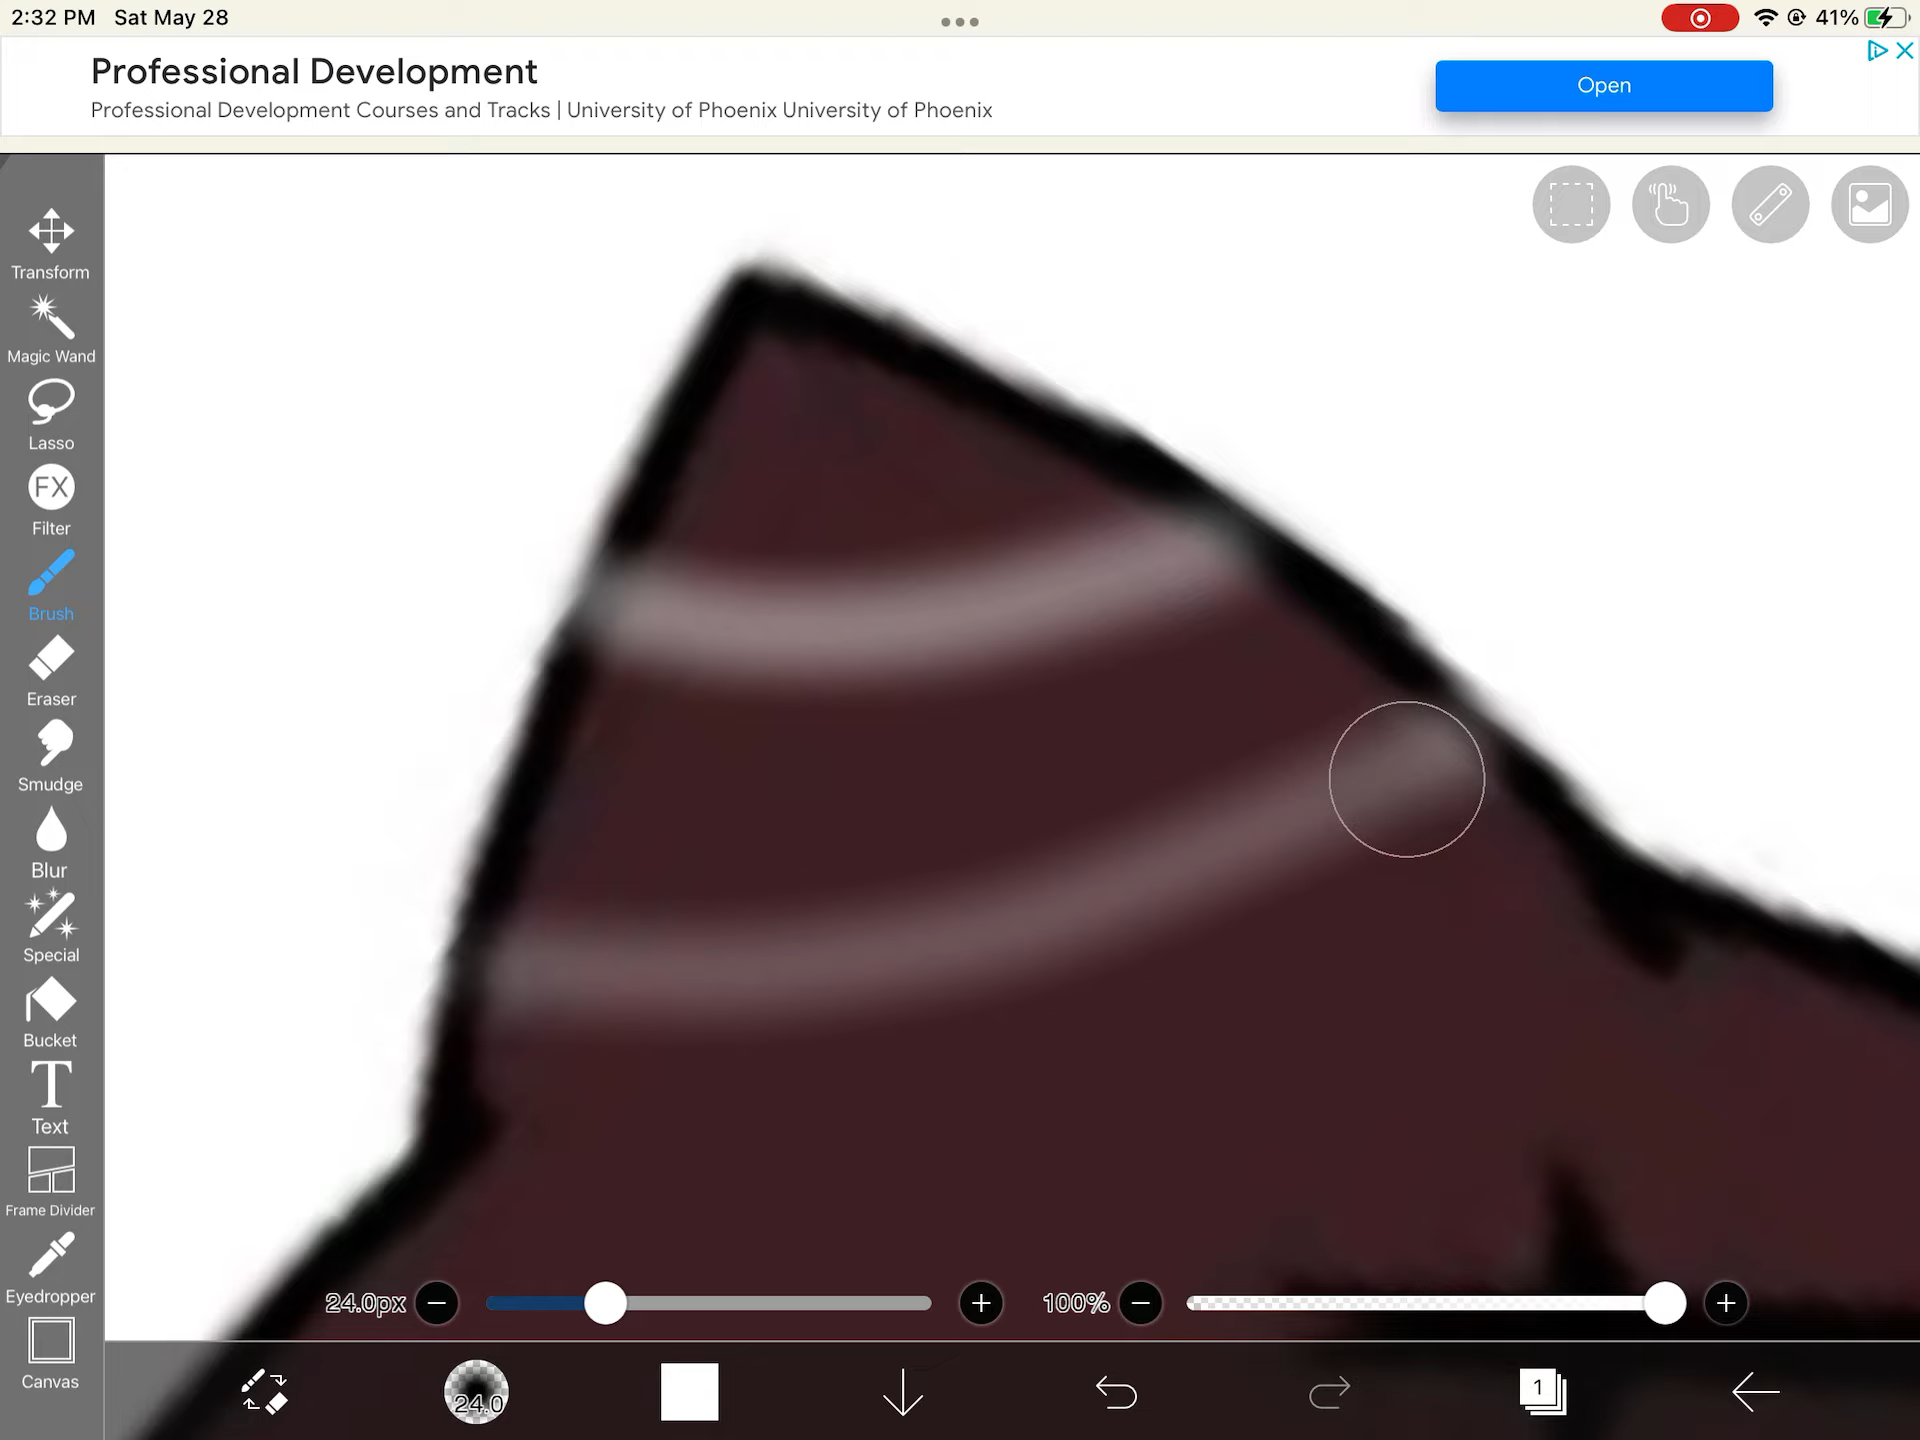 2:32 PM Sat May 28
41%
Professional Development
Professional Development Courses and Tracks | University of Phoenix University of Phoenix
Open
Transform
Magic Wand
Lasso
FX
Filter
Brush
Eraser
Smudge
Blur
Special
Bucket
T
Text
Frame Divider
Eyedropper
Canvas
24.0px
100%
24.0
1